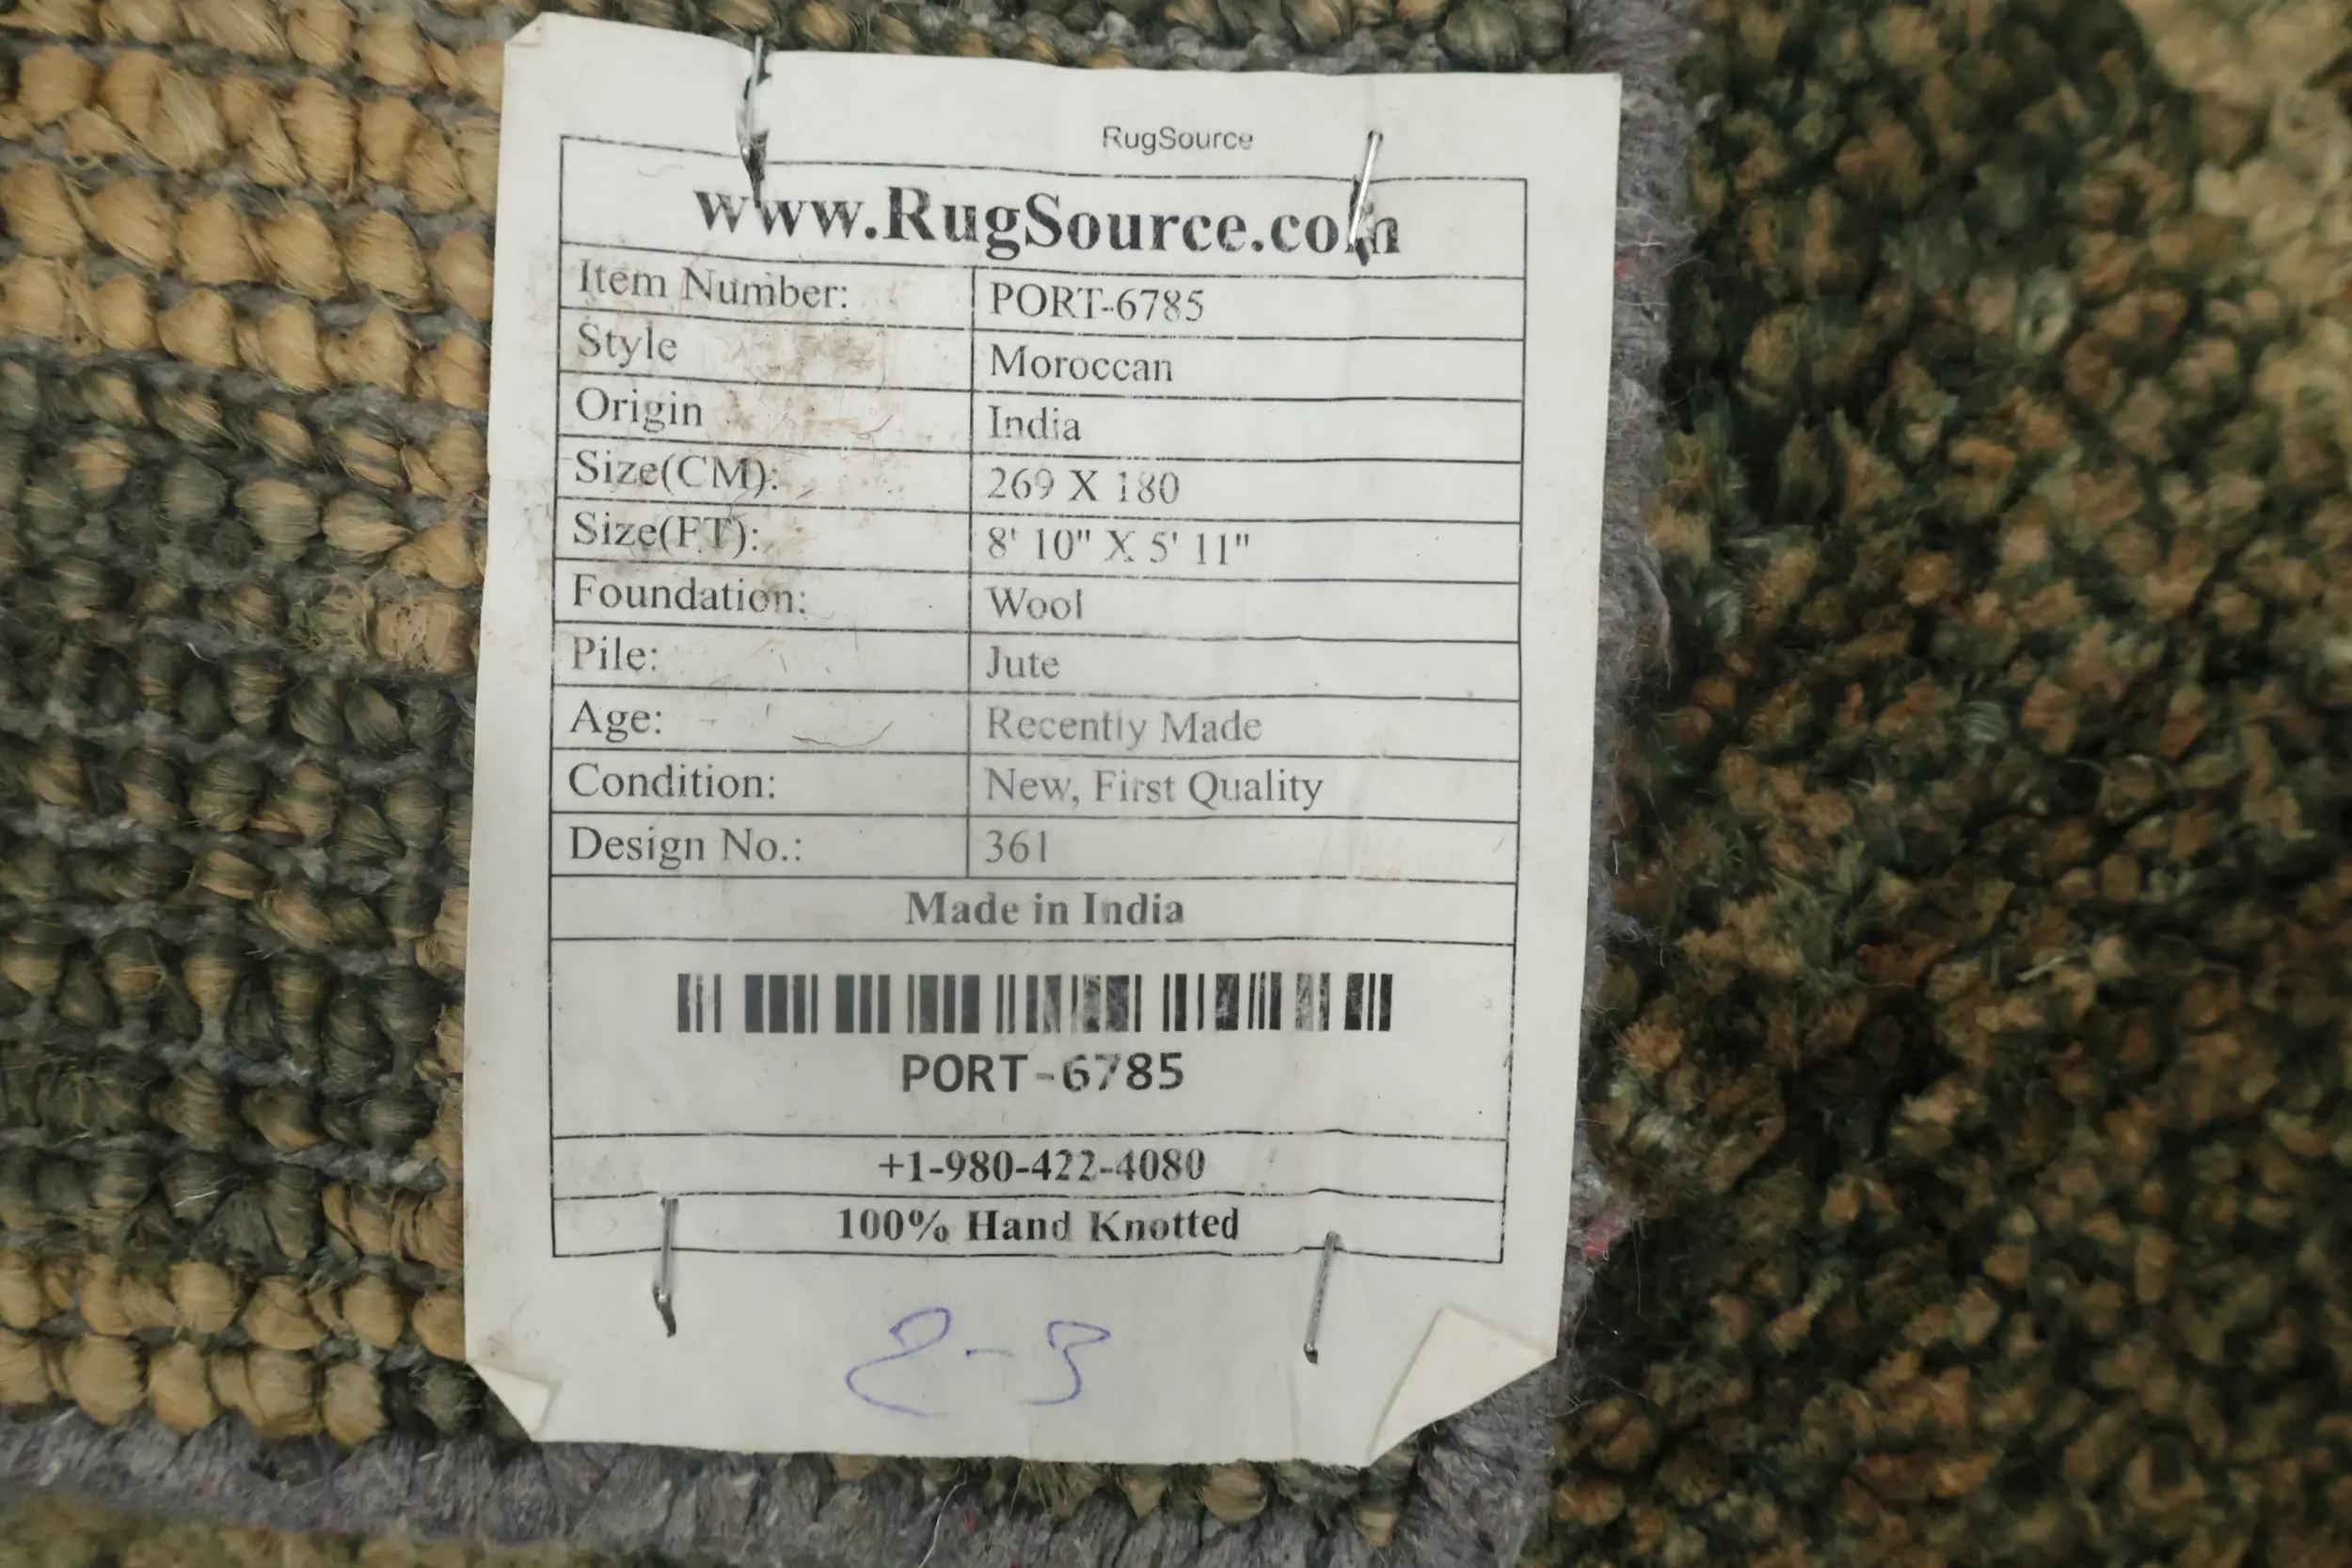 RugSource
www.RugSource.com
Item Number: PORT-6785
Style Moroccan
Origin India
Size(CM): 269 X 180
Size(FT): 8' 10" X 5' 11"
Foundation: Wool
Pile: Jute
Age: Recently Made
Condition: New, First Quality
Design No.: 361
Made in India
PORT-6785
+1-980-422-4080
100% Hand Knotted
2-3